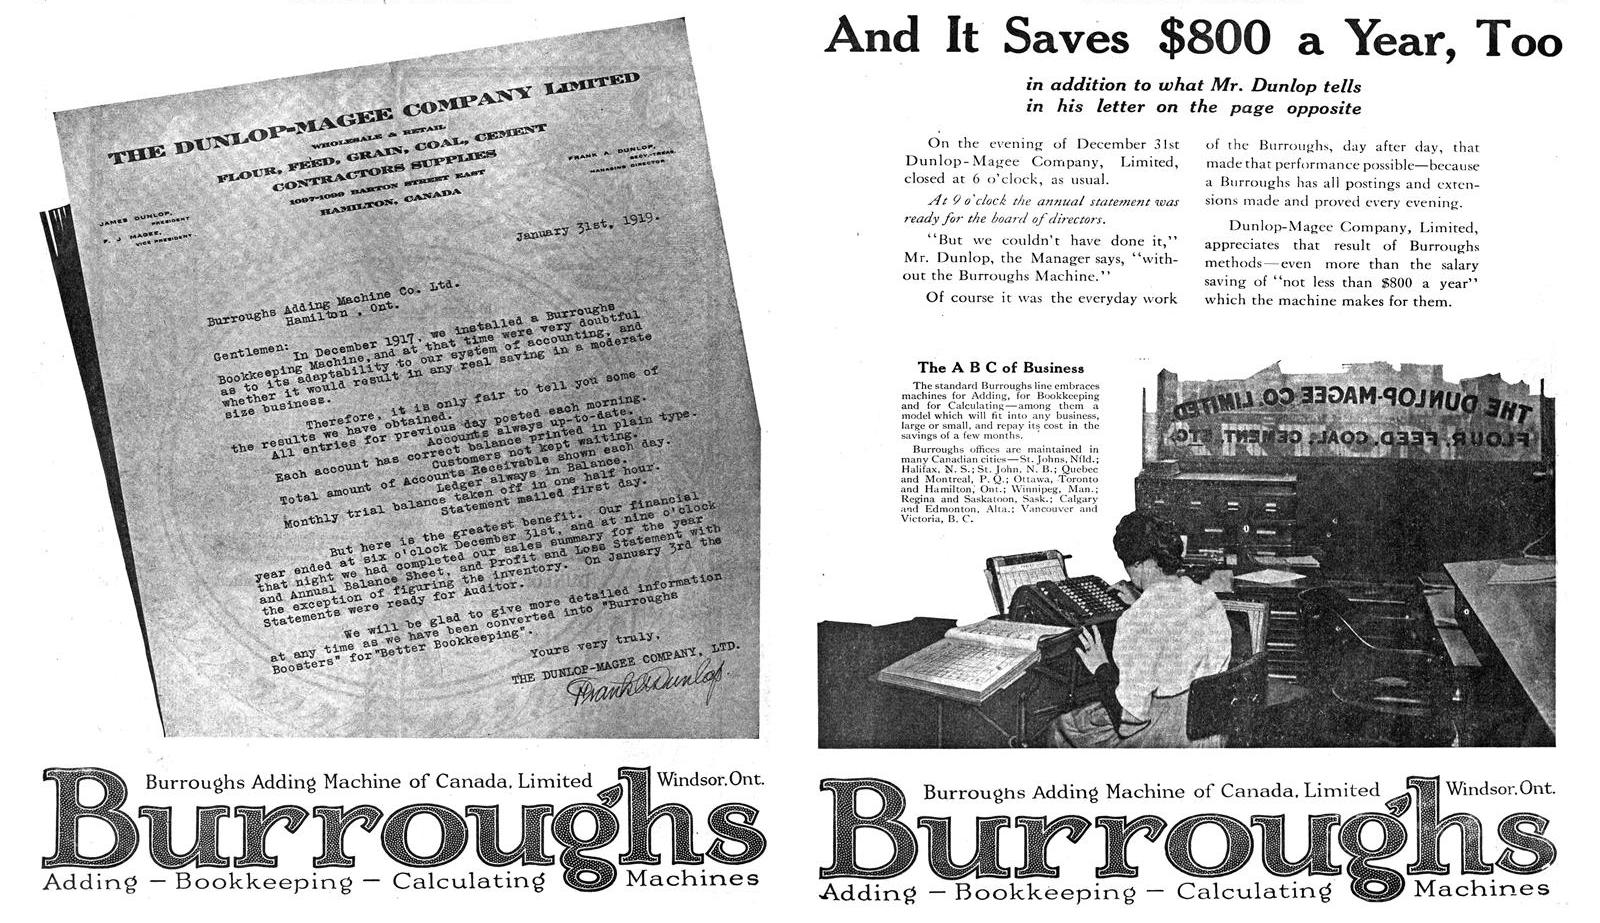 THE DUNLOP-MAGEE COMPANY LIMITED
WHOLESALE & RETAIL
FLOUR, FEED, GRAIN, COAL, CEMENT
CONTRACTORS SUPPLIES
1097-1099 BARTON STREET EAST
HAMILTON, CANADA
FRANK A. DUNLOP,
SECY.-TREAS.
MANAGING DIRECTOR
JAMES DUNLOP,
PRESIDENT
F. J. MAGEE,
VICE PRESIDENT
January 31st, 1919.
Burroughs Adding Machine Co. Ltd.
Hamilton , Ont.
Gentlemen:
In December 1917, we installed a Burroughs
Bookkeeping Machine,and at that time were very doubtful
as to its adaptability to our system of accounting, and
whether it would result in any real saving in a moderate
size business.
Therefore, it is only fair to tell you some of
the results we have obtained.
All entries for previous day posted each morning.
Accounts always up-to-date.
Each account has correct balance printed in plain type.
Customers not kept waiting.
Total amount of Accounts Receivable shown each day.
Ledger always in Balance.
Monthly trial balance taken off in one half hour.
Statement mailed first day.
But here is the greatest benefit. Our financial
year ended at six o'clock December 31st, and at nine o'clock
that night we had completed our sales summary for the year
and Annual Balance Sheet, and Profit and Loss Statement with
the exception of figuring the inventory. On January 3rd the
Statements were ready for Auditor.
We will be glad to give more detailed information
at any time as we have been converted into "Burroughs
Boosters" for "Better Bookkeeping".
Yours very truly,
THE DUNLOP-MAGEE COMPANY, LTD.
Frank A Dunlop.
Burroughs Adding Machine of Canada, Limited Windsor, Ont.
Burroughs
Adding – Bookkeeping – Calculating Machines
And It Saves $800 a Year, Too
in addition to what Mr. Dunlop tells
in his letter on the page opposite
On the evening of December 31st
Dunlop-Magee Company, Limited,
closed at 6 o'clock, as usual.
At 9 o'clock the annual statement was
ready for the board of directors.
"But we couldn't have done it,"
Mr. Dunlop, the Manager says, "with-
out the Burroughs Machine."
Of course it was the everyday work
of the Burroughs, day after day, that
made that performance possible—because
a Burroughs has all postings and exten-
sions made and proved every evening.
Dunlop-Magee Company, Limited,
appreciates that result of Burroughs
methods—even more than the salary
saving of "not less than $800 a year"
which the machine makes for them.
The A B C of Business
The standard Burroughs line embraces
machines for Adding, for Bookkeeping
and for Calculating—among them a
model which will fit into any business,
large or small, and repay its cost in the
savings of a few months.
Burroughs offices are maintained in
many Canadian cities—St. Johns, Nfld.;
Halifax, N. S.; St. John, N. B.; Quebec
and Montreal, P. Q.; Ottawa, Toronto
and Hamilton, Ont.; Winnipeg, Man.;
Regina and Saskatoon, Sask.; Calgary
and Edmonton, Alta.; Vancouver and
Victoria, B. C.
THE DUNLOP-MAGEE CO. LIMITED
FLOUR, FEED, COAL, CEMENT, ETC.
Burroughs Adding Machine of Canada, Limited Windsor, Ont.
Burroughs
Adding – Bookkeeping – Calculating Machines